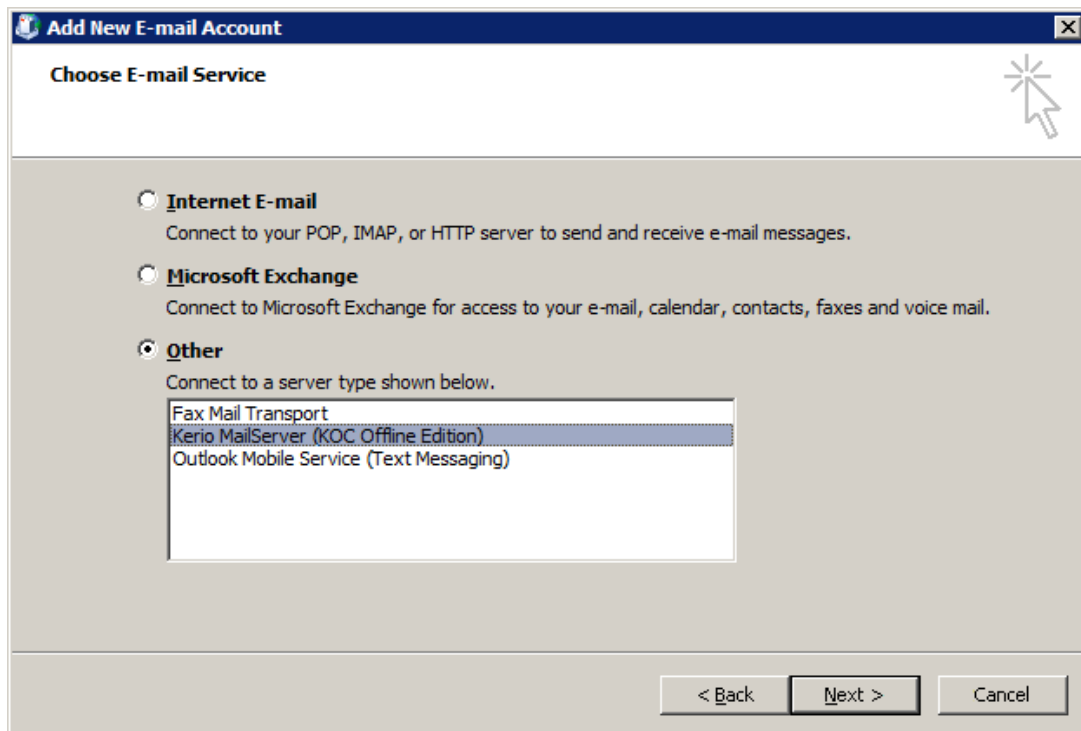 Add New E-mail Account
Choose E-mail Service
Internet E-mail
Connect to your POP, IMAP, or HTTP server to send and receive e-mail messages.
Microsoft Exchange
Connect to Microsoft Exchange for access to your e-mail, calendar, contacts, faxes and voice mail.
Other
Connect to a server type shown below.
Fax Mail Transport
Kerio MailServer (KOC Offline Edition)
Outlook Mobile Service (Text Messaging)
< Back Next > Cancel